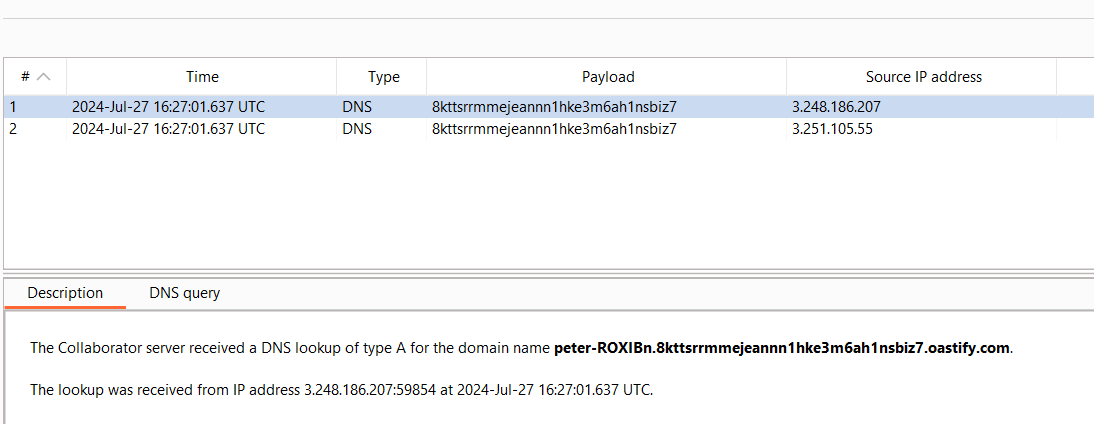 # Time Type Payload Source IP address
1 2024-Jul-27 16:27:01.637 UTC DNS 8kttsrrmmejeannn1hke3m6ah1nsbiz7 3.248.186.207
2 2024-Jul-27 16:27:01.637 UTC DNS 8kttsrrmmejeannn1hke3m6ah1nsbiz7 3.251.105.55
Description DNS query
The Collaborator server received a DNS lookup of type A for the domain name peter-ROXIBn.8kttsrrmmejeannn1hke3m6ah1nsbiz7.oastify.com.
The lookup was received from IP address 3.248.186.207:59854 at 2024-Jul-27 16:27:01.637 UTC.